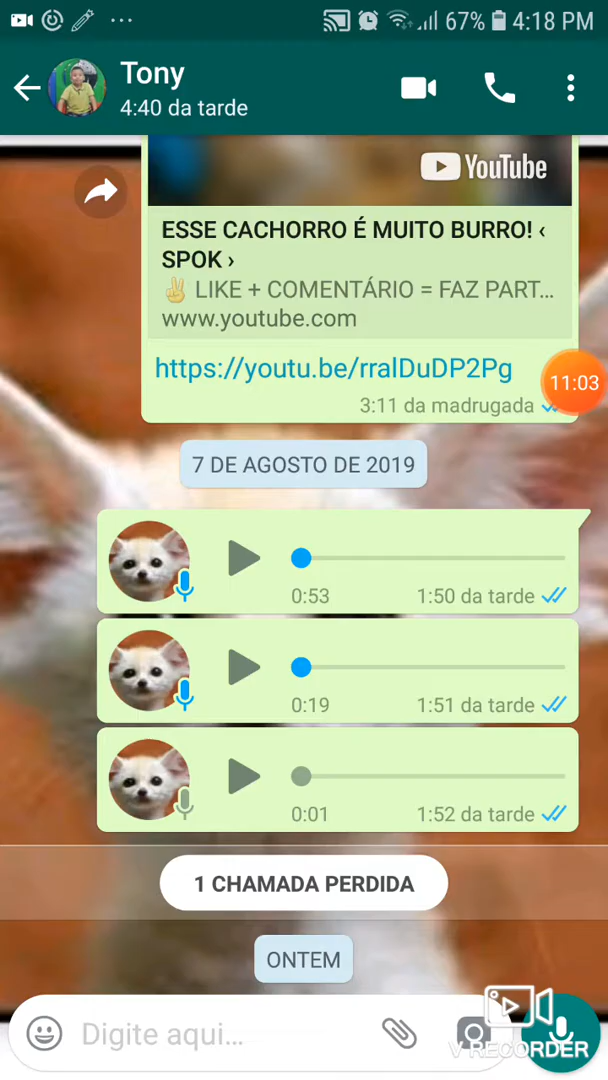 67% 4:18 PM
Tony
4:40 da tarde
YouTube
ESSE CACHORRO É MUITO BURRO! ‹
SPOK ›
✌ LIKE + COMENTÁRIO = FAZ PART...
www.youtube.com
https://youtu.be/rralDuDP2Pg
11:03
3:11 da madrugada
7 DE AGOSTO DE 2019
0:53 1:50 da tarde
0:19 1:51 da tarde
0:01 1:52 da tarde
1 CHAMADA PERDIDA
ONTEM
Digite aqui...
V RECORDER